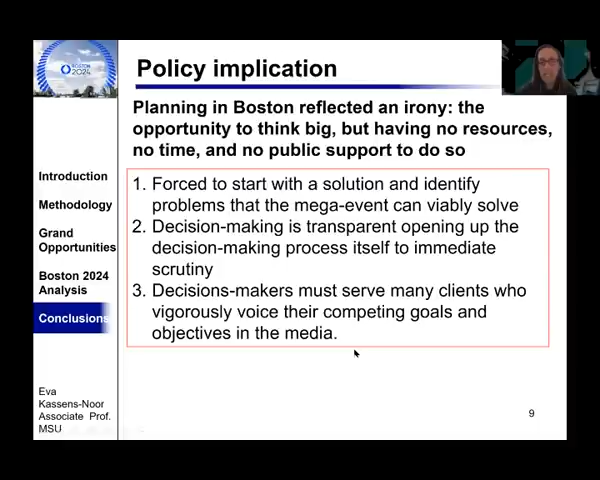 BOSTON
2024
Policy implication
Planning in Boston reflected an irony: the
opportunity to think big, but having no resources,
no time, and no public support to do so
Introduction
Methodology
Grand
Opportunities
Boston 2024
Analysis
Conclusions
1. Forced to start with a solution and identify
problems that the mega-event can viably solve
2. Decision-making is transparent opening up the
decision-making process itself to immediate
scrutiny
3. Decisions-makers must serve many clients who
vigorously voice their competing goals and
objectives in the media.
Eva
Kassens-Noor
Associate Prof.
MSU
9